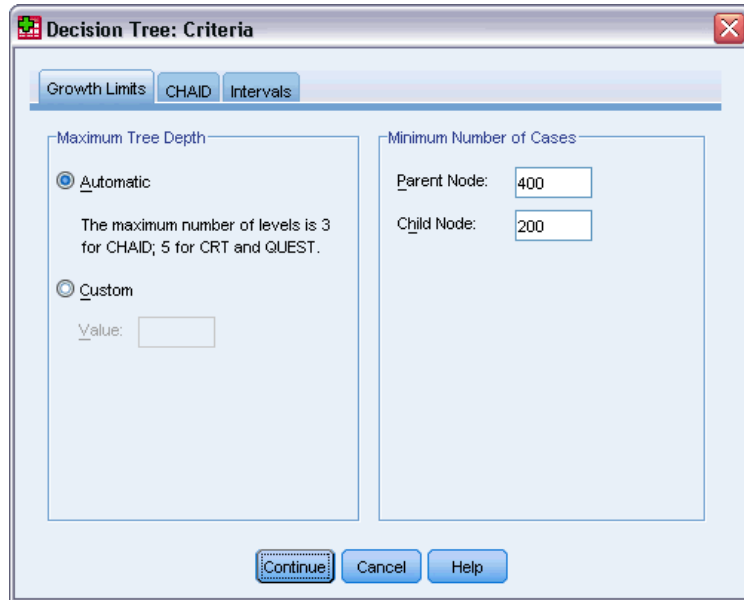 Decision Tree: Criteria
Growth Limits CHAID Intervals
Maximum Tree Depth
Automatic
The maximum number of levels is 3
for CHAID; 5 for CRT and QUEST.
Custom
Value:
Minimum Number of Cases
Parent Node: 400
Child Node: 200
Continue Cancel Help